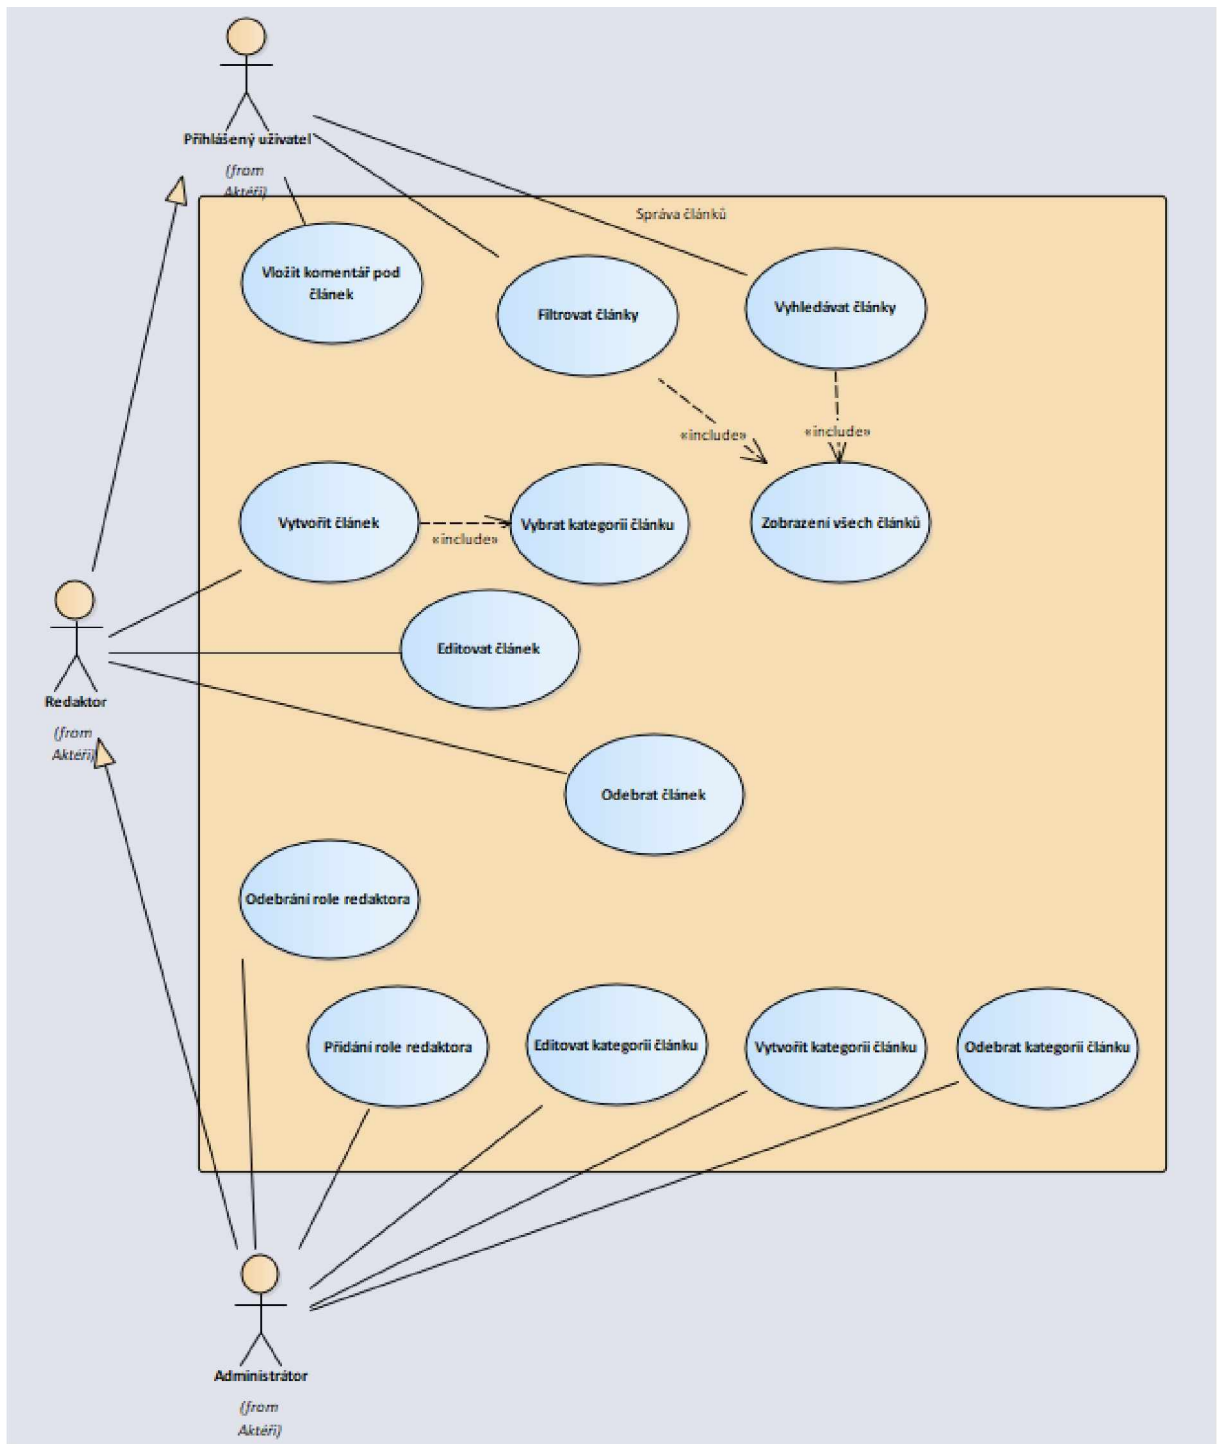 Přihlášený uživatel
(from
Aktéři)
Správa článků
Vložit komentář pod
článek
Filtrovat články
Vyhledávat články
«include»
«include»
Vytvořit článek
«include»
Vybrat kategorii článku
Zobrazení všech článků
Editovat článek
Redaktor
(from
Aktéři)
Odebrat článek
Odebrání role redaktora
Přidání role redaktora
Editovat kategorii článku
Vytvořit kategorii článku
Odebrat kategorii článku
Administrátor
(from
Aktéři)